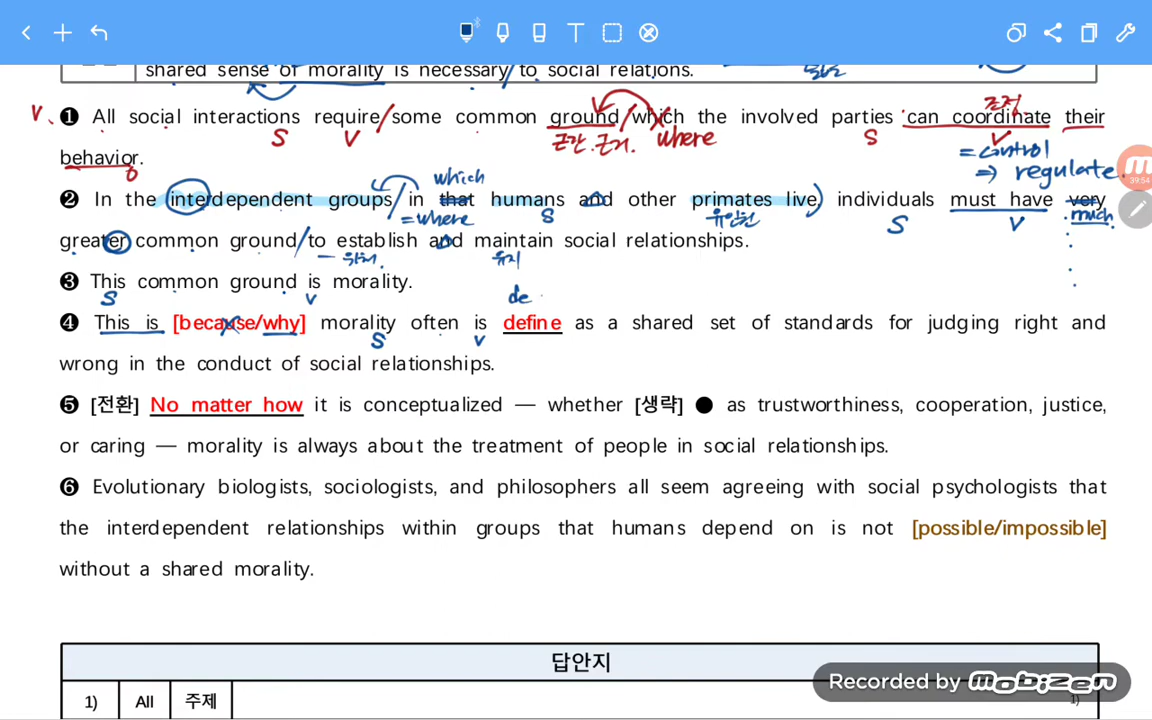 shared sense of morality is necessary/ to social relations.
V. ❶ All social interactions require/some common ground/which the involved parties can coordinate their
조정
S V 근간.근거. where S V
behavior.
O
= control
⇒ regulate
39:54
which
❷ In the interdependent groups/in that humans and other primates live, individuals must have very
= where S 유인원 S V much
greater common ground/to establish and maintain social relationships.
유지
❸ This common ground is morality.
S V de
❹ This is [because/why] morality often is define as a shared set of standards for judging right and
S V
wrong in the conduct of social relationships.
❺ [전환] No matter how it is conceptualized — whether [생략] ● as trustworthiness, cooperation, justice,
or caring — morality is always about the treatment of people in social relationships.
❻ Evolutionary biologists, sociologists, and philosophers all seem agreeing with social psychologists that
the interdependent relationships within groups that humans depend on is not [possible/impossible]
without a shared morality.
답안지
1) All 주제
Recorded by mobizen
1)